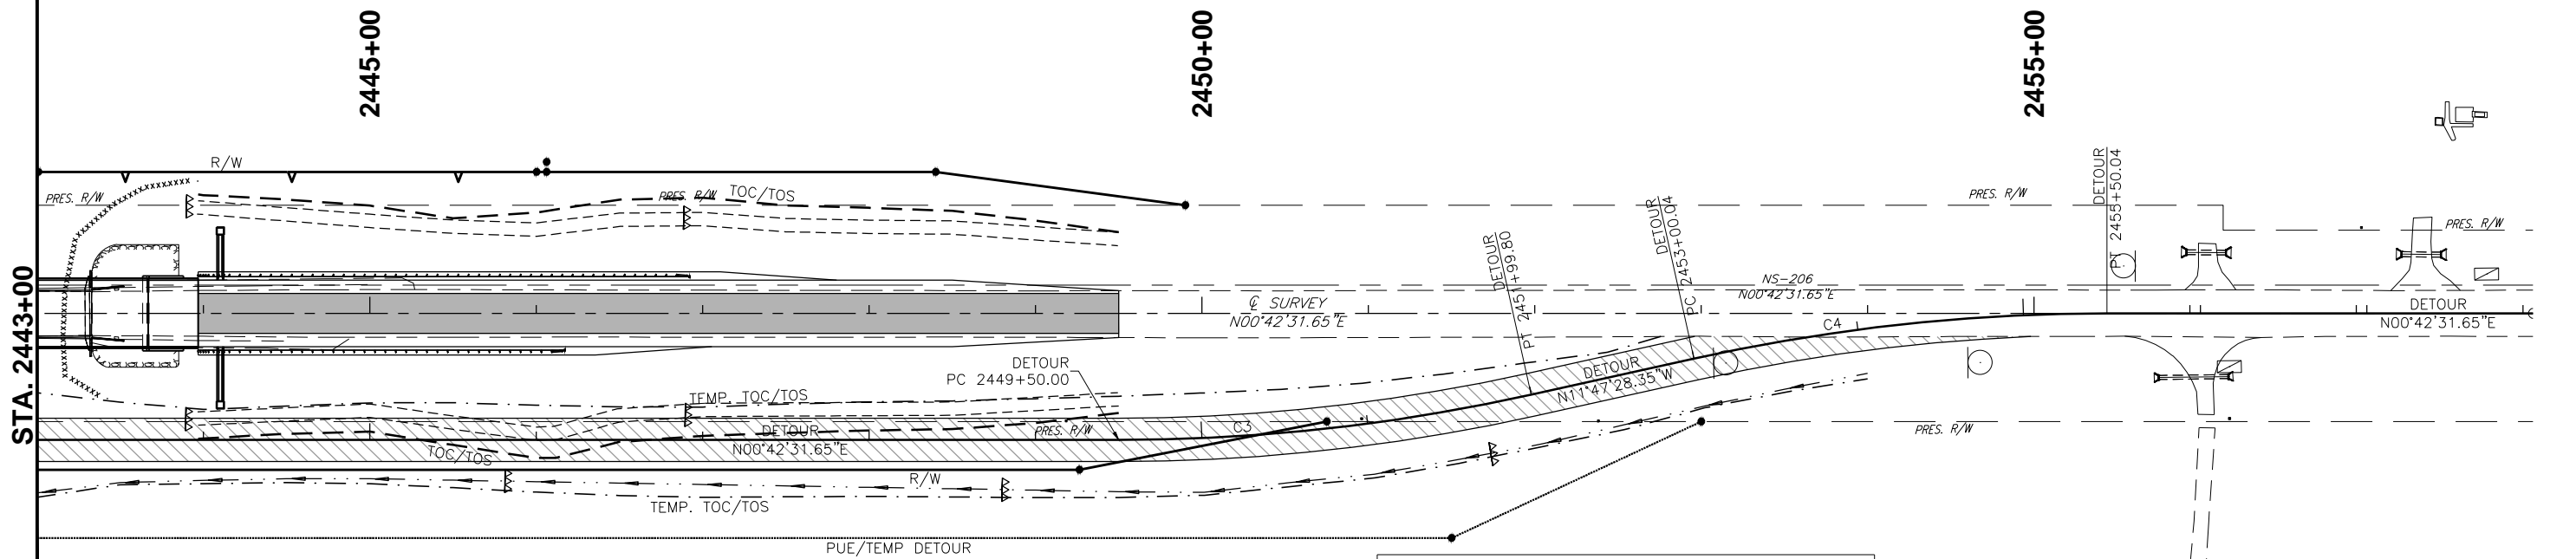 2445+00
2450+00
2455+00
STA. 2443+00
R/W
PRES. R/W
PRES. R/W
TOC/TOS
PRES. R/W
PRES. R/W
DETOUR
PT 2451+99.80
DETOUR
PC 2453+00.04
DETOUR
PT 2455+50.04
℄ SURVEY
N00°42'31.65"E
NS-206
N00°42'31.65"E
DETOUR
N00°42'31.65"E
C4
DETOUR
PC 2449+50.00
DETOUR
N11°47'28.35"W
TEMP. TOC/TOS
C3
PRES. R/W
PRES. R/W
DETOUR
N00°42'31.65"E
TOC/TOS
R/W
TEMP. TOC/TOS
PUE/TEMP DETOUR